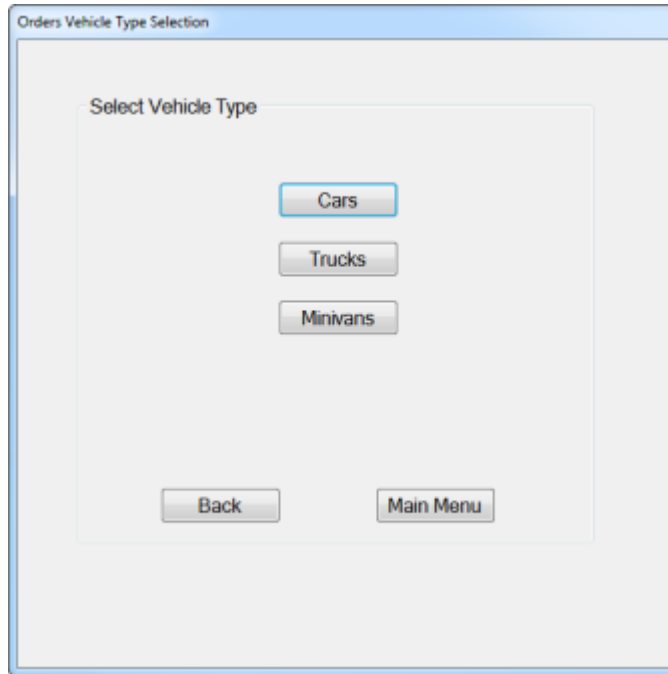 Orders Vehicle Type Selection
Select Vehicle Type
Cars
Trucks
Minivans
Back Main Menu